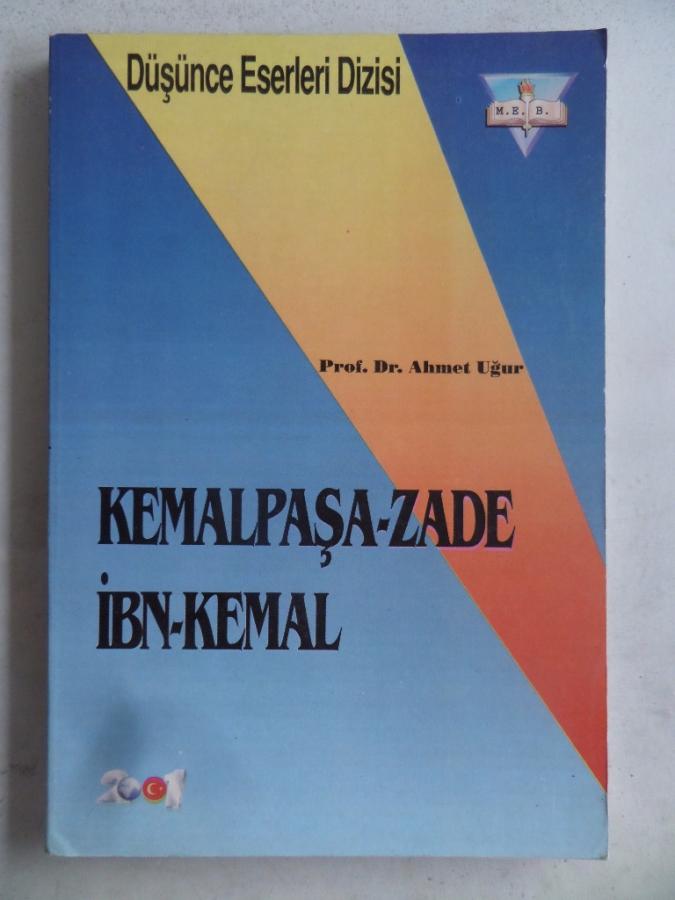 Düşünce Eserleri Dizisi
M. E. B.
Prof. Dr. Ahmet Uğur
KEMALPAŞA-ZADE
İBN-KEMAL
2001